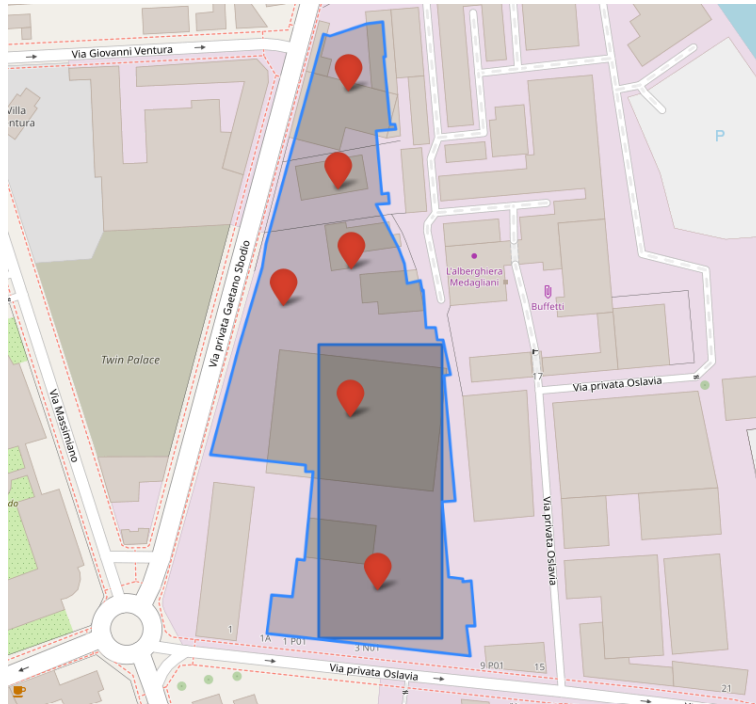 Via Giovanni Ventura
Villa
P
Via privata Gaetano Sbodio
L'alberghiera
Medagliani
Buffetti
Twin Palace
17
Via privata Oslavia
Via Massimiano
Via privata Oslavia
1
1A
1 P01
3 N01
9 P01
15
Via privata Oslavia
21